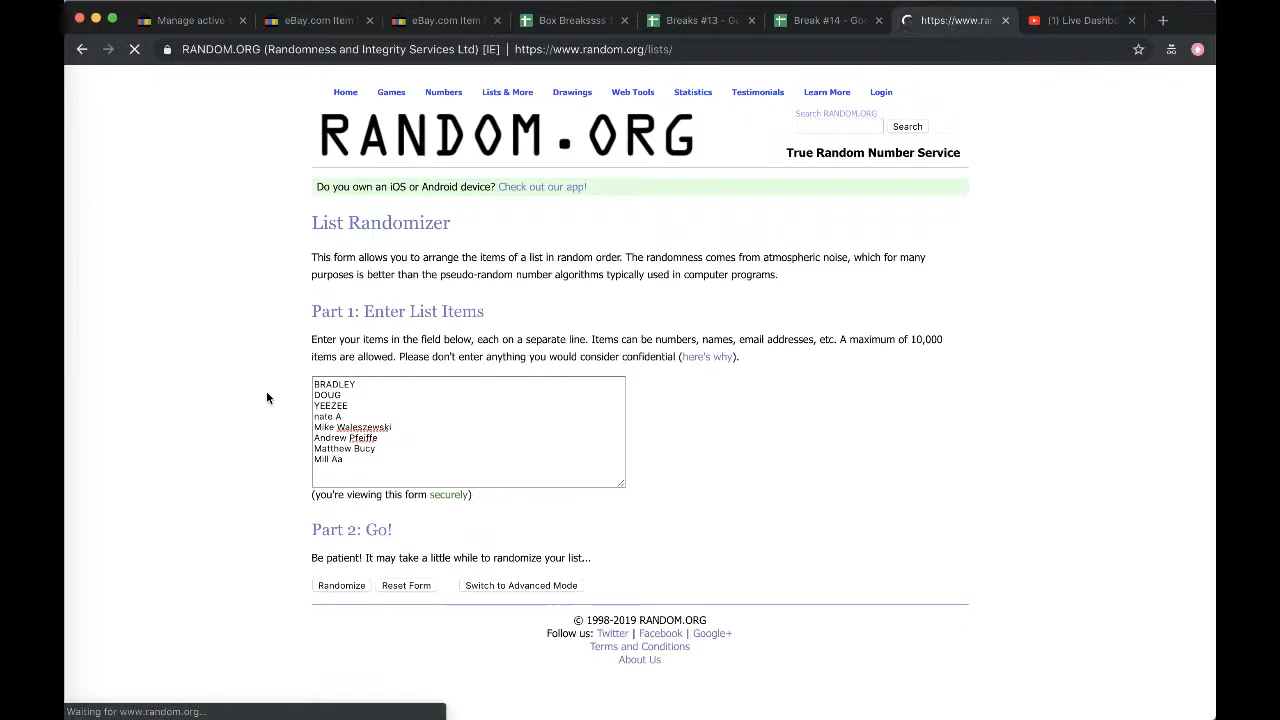 Manage active l
eBay.com Item
eBay.com Item
Box Breakssss
Breaks #13 - Go
Break #14 - Goo
https://www.rar
(1) Live Dashbo
RANDOM.ORG (Randomness and Integrity Services Ltd) [IE] | https://www.random.org/lists/
Home Games Numbers Lists & More Drawings Web Tools Statistics Testimonials Learn More Login
RANDOM.ORG
Search RANDOM.ORG
Search
True Random Number Service
Do you own an iOS or Android device? Check out our app!
List Randomizer
This form allows you to arrange the items of a list in random order. The randomness comes from atmospheric noise, which for many
purposes is better than the pseudo-random number algorithms typically used in computer programs.
Part 1: Enter List Items
Enter your items in the field below, each on a separate line. Items can be numbers, names, email addresses, etc. A maximum of 10,000
items are allowed. Please don't enter anything you would consider confidential (here's why).
BRADLEY
DOUG
YEEZEE
nate A
Mike Waleszewski
Andrew Pfeiffe
Matthew Bucy
Mill Aa
(you're viewing this form securely)
Part 2: Go!
Be patient! It may take a little while to randomize your list...
Randomize Reset Form Switch to Advanced Mode
© 1998-2019 RANDOM.ORG
Follow us: Twitter | Facebook | Google+
Terms and Conditions
About Us
Waiting for www.random.org...